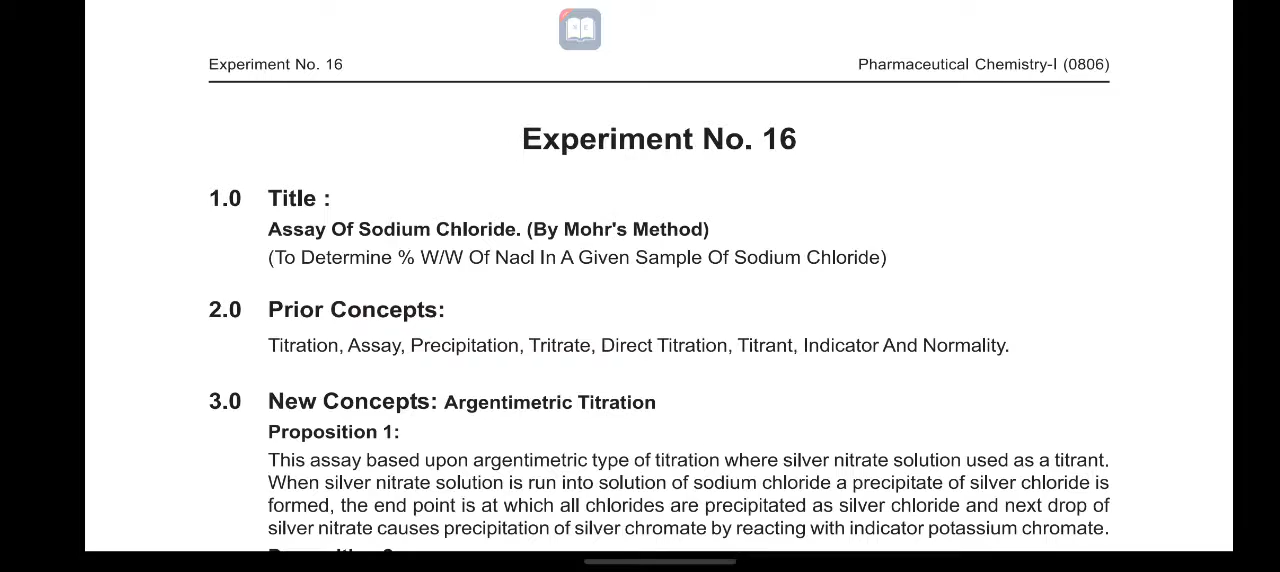 Experiment No. 16
Pharmaceutical Chemistry-I (0806)
Experiment No. 16
1.0 Title :
Assay Of Sodium Chloride. (By Mohr's Method)
(To Determine % W/W Of Nacl In A Given Sample Of Sodium Chloride)
2.0 Prior Concepts:
Titration, Assay, Precipitation, Tritrate, Direct Titration, Titrant, Indicator And Normality.
3.0 New Concepts: Argentimetric Titration
Proposition 1:
This assay based upon argentimetric type of titration where silver nitrate solution used as a titrant.
When silver nitrate solution is run into solution of sodium chloride a precipitate of silver chloride is
formed, the end point is at which all chlorides are precipitated as silver chloride and next drop of
silver nitrate causes precipitation of silver chromate by reacting with indicator potassium chromate.